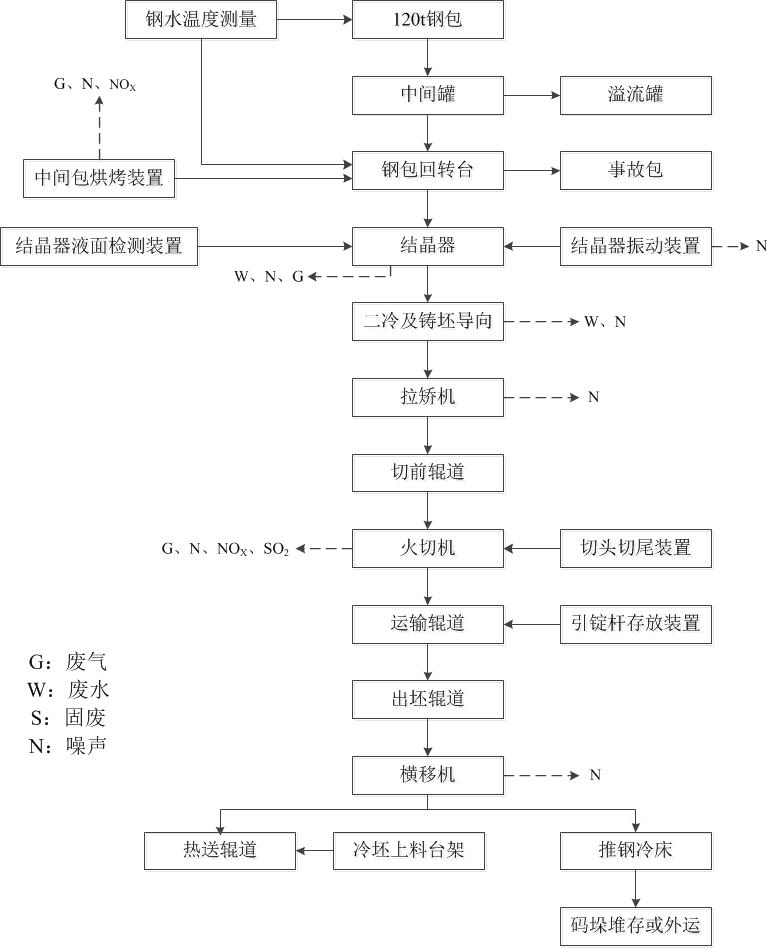 钢水温度测量
120t钢包
G、N、NOX
中间罐
溢流罐
中间包烘烤装置
钢包回转台
事故包
结晶器液面检测装置
结晶器
结晶器振动装置
N
W、N、G
二冷及铸坯导向
W、N
拉矫机
N
切前辊道
G、N、NOX、SO2
火切机
切头切尾装置
运输辊道
引锭杆存放装置
G：废气
W：废水
S：固废
N：噪声
出坯辊道
横移机
N
热送辊道
冷坯上料台架
推钢冷床
码垛堆存或外运